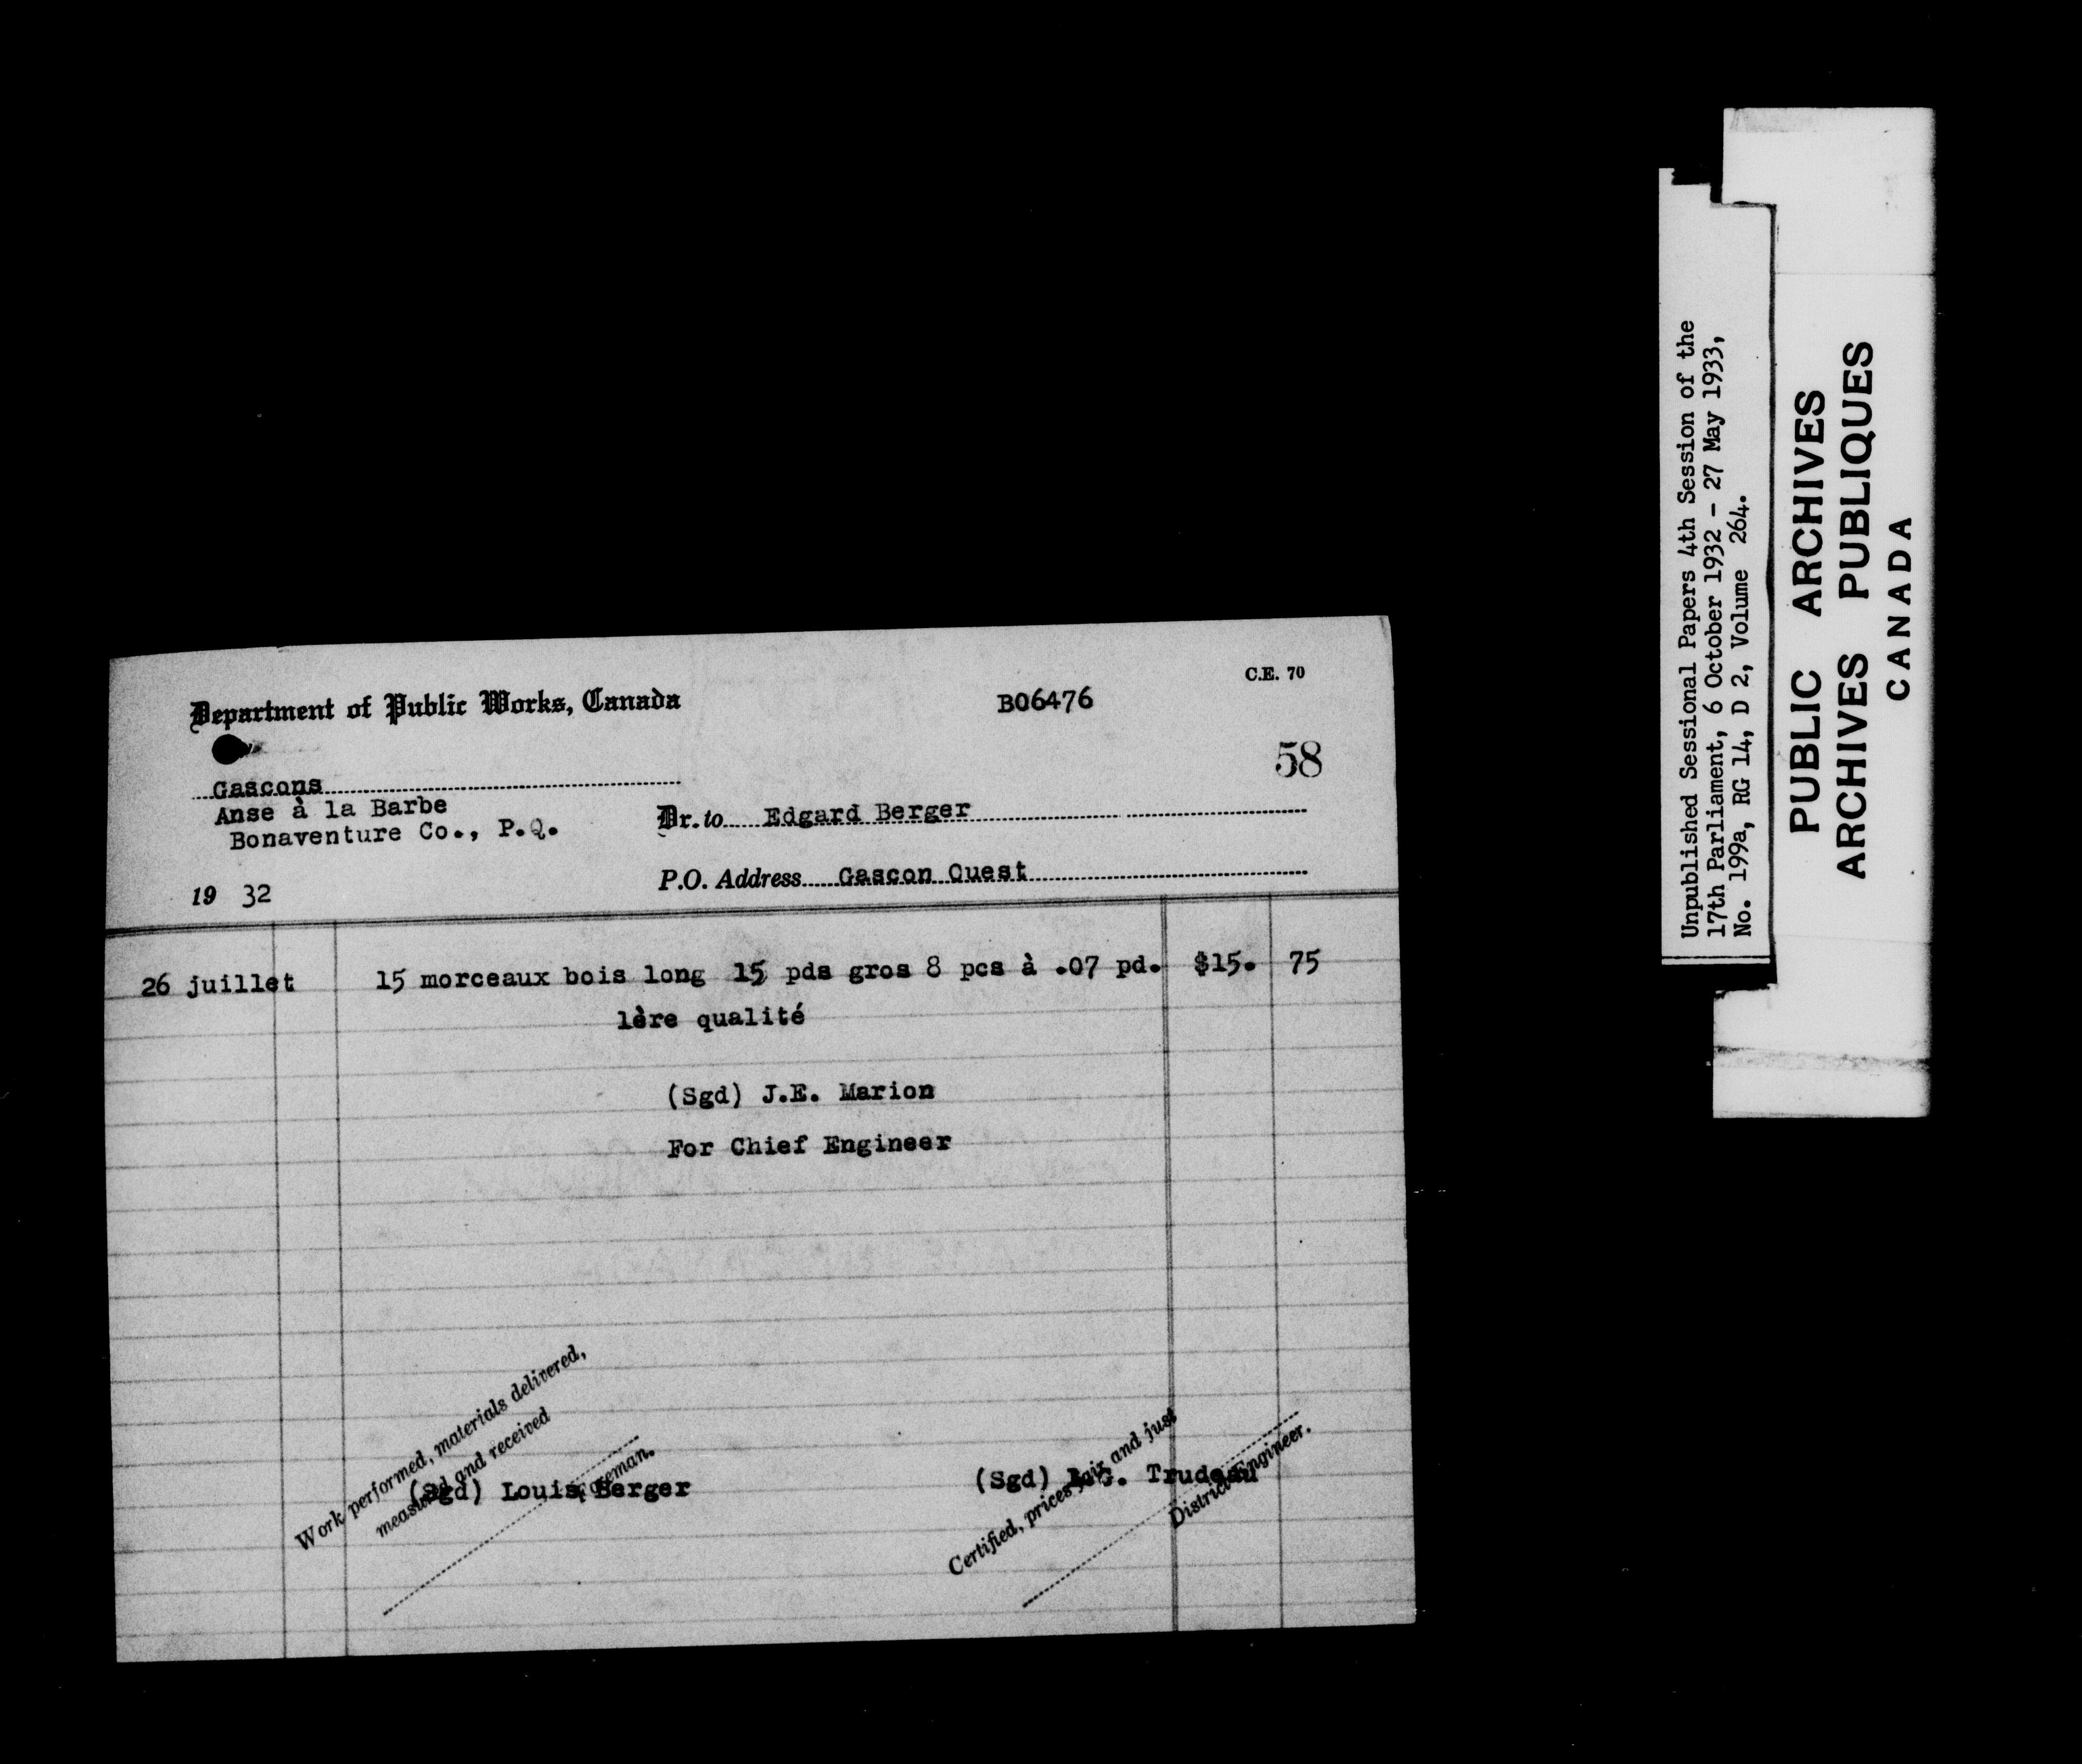 C.E. 70
Department of Public Works, Canada
B06476
58
Gascons
Anse à la Barbe
Bonaventure Co., P.Q.
Dr. to Edgard Berger
P.O. Address Gascon Ouest
19 32
26 juillet 15 morceaux bois long 15 pds gros 8 pcs à .07 pd. $15. 75
1ère qualité
(Sgd) J.E. Marion
For Chief Engineer
Work performed, materials delivered,
measured and received
(Sgd) Louis Berger
Foreman.
Certified, prices fair and just
(Sgd) Trudeau
District Engineer.
Unpublished Sessional Papers 4th Session of the
17th Parliament, 6 October 1932 - 27 May 1933,
No. 199a, RG 14, D 2, Volume 264.
PUBLIC ARCHIVES
ARCHIVES PUBLIQUES
CANADA